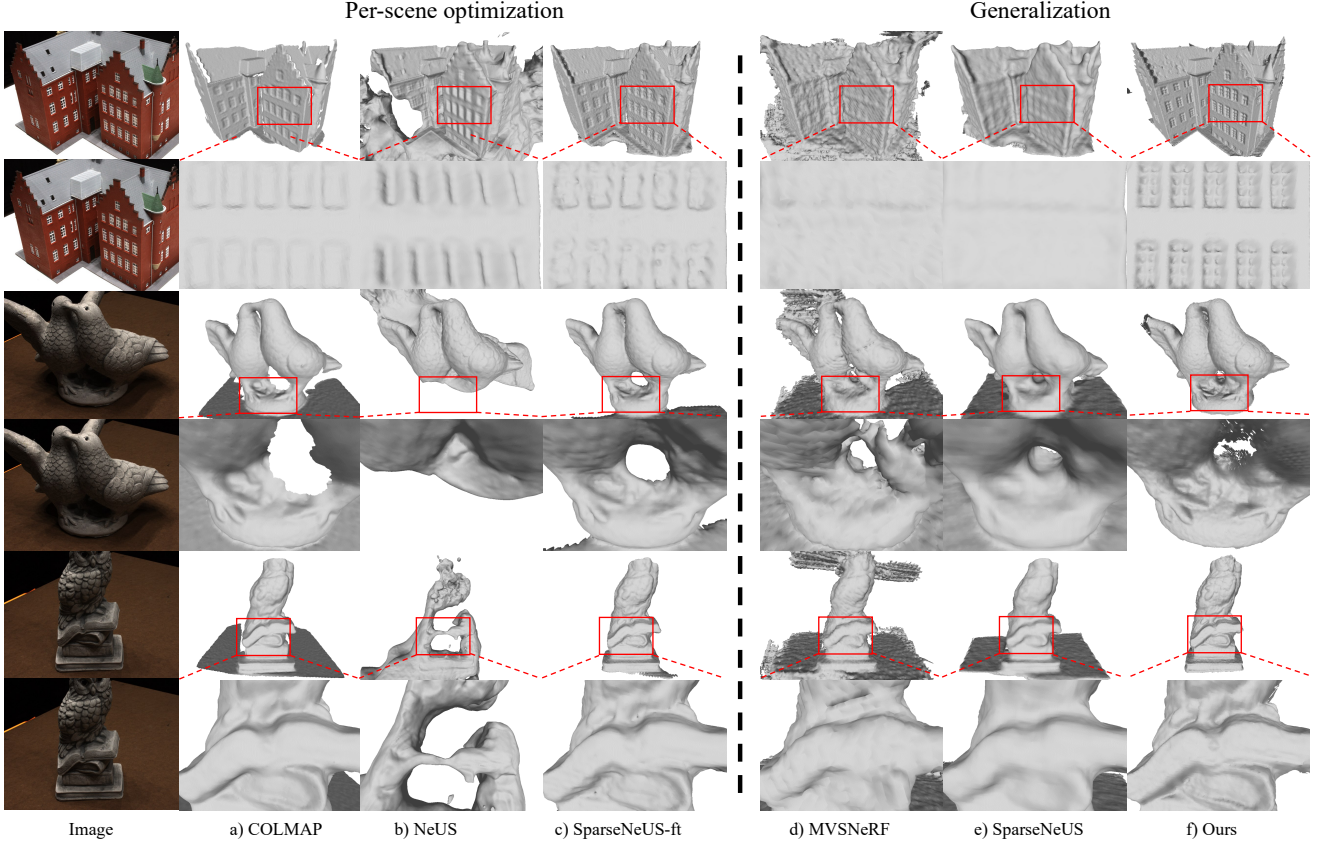 Per-scene optimization
Generalization
Image
a) COLMAP
b) NeUS
c) SparseNeUS-ft
d) MVSNeRF
e) SparseNeUS
f) Ours